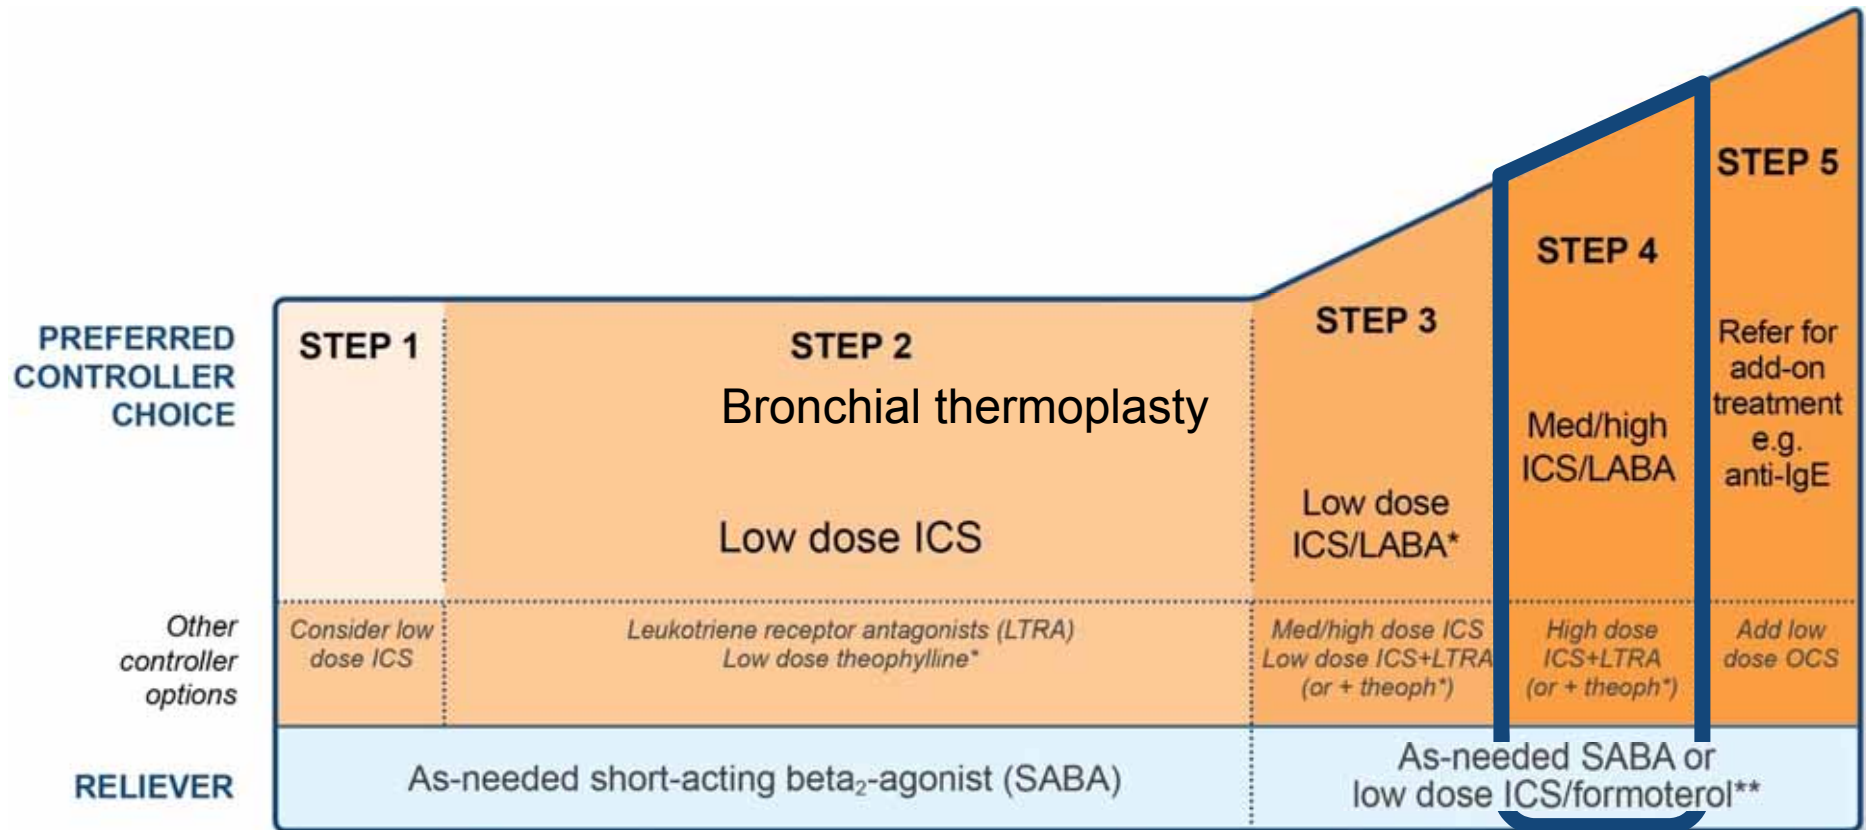 PREFERRED
CONTROLLER
CHOICE
STEP 1
STEP 2
Bronchial thermoplasty
Low dose ICS
STEP 3
Low dose
ICS/LABA*
STEP 4
Med/high
ICS/LABA
STEP 5
Refer for
add-on
treatment
e.g.
anti-IgE
Other
controller
options
Consider low
dose ICS
Leukotriene receptor antagonists (LTRA)
Low dose theophylline*
Med/high dose ICS
Low dose ICS+LTRA
(or + theoph*)
High dose
ICS+LTRA
(or + theoph*)
Add low
dose OCS
RELIEVER
As-needed short-acting beta₂-agonist (SABA)
As-needed SABA or
low dose ICS/formoterol**